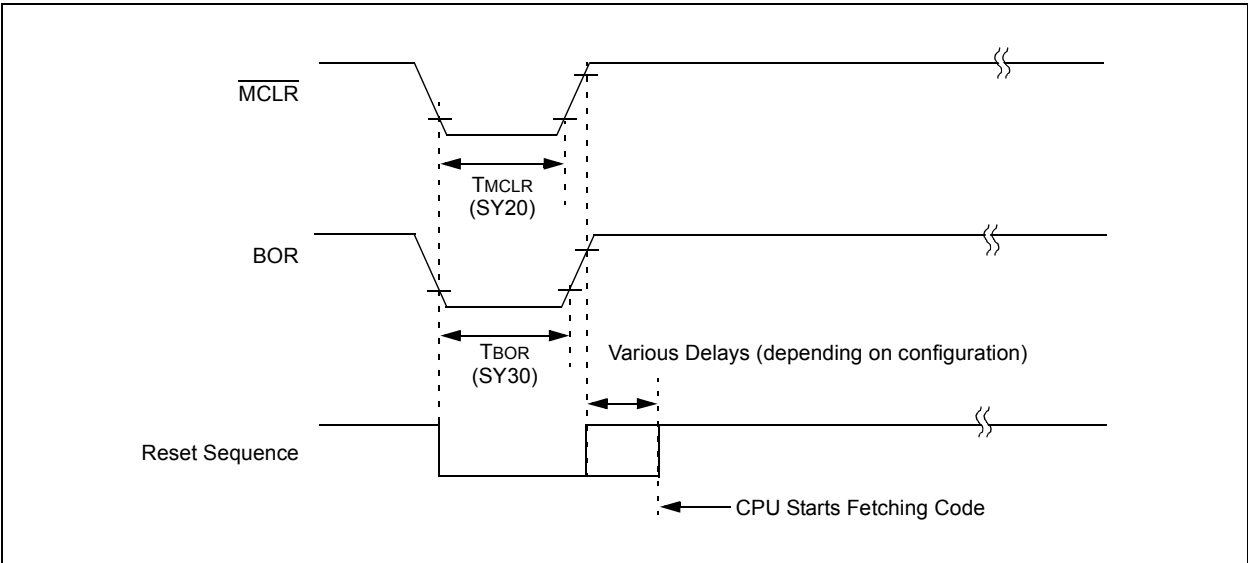 MCLR
TMCLR
(SY20)
BOR
TBOR
(SY30)
Various Delays (depending on configuration)
Reset Sequence
CPU Starts Fetching Code